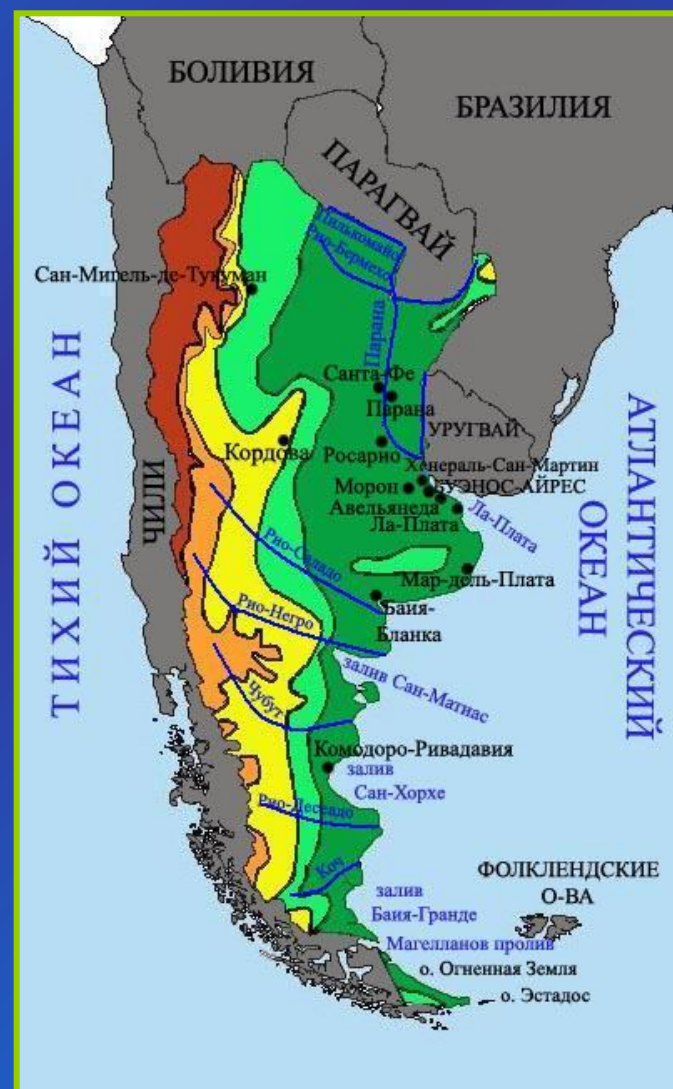 БОЛИВИЯ
БРАЗИЛИЯ
ПАРАГВАЙ
Пилькомайо
Рио-Бермехо
Сан-Мигель-де-Тукуман
Парана
Санта-Фе
Парана
УРУГВАЙ
Кордова
Росарио
Хенераль-Сан-Мартин
Морон
БУЭНОС-АЙРЕС
Авельянеда
Ла-Плата
Ла-Плата
ЧИЛИ
ТИХИЙ ОКЕАН
АТЛАНТИЧЕСКИЙ
ОКЕАН
Рио-Саладо
Мар-дель-Плата
Баия-
Бланка
Рио-Негро
залив Сан-Матиас
Чубут
Комодоро-Ривадавия
залив
Сан-Хорхе
Рио-Десеадо
Коч
ФОЛКЛЕНДСКИЕ
О-ВА
залив
Баия-Гранде
Магелланов пролив
о. Огненная Земля
о. Эстадос